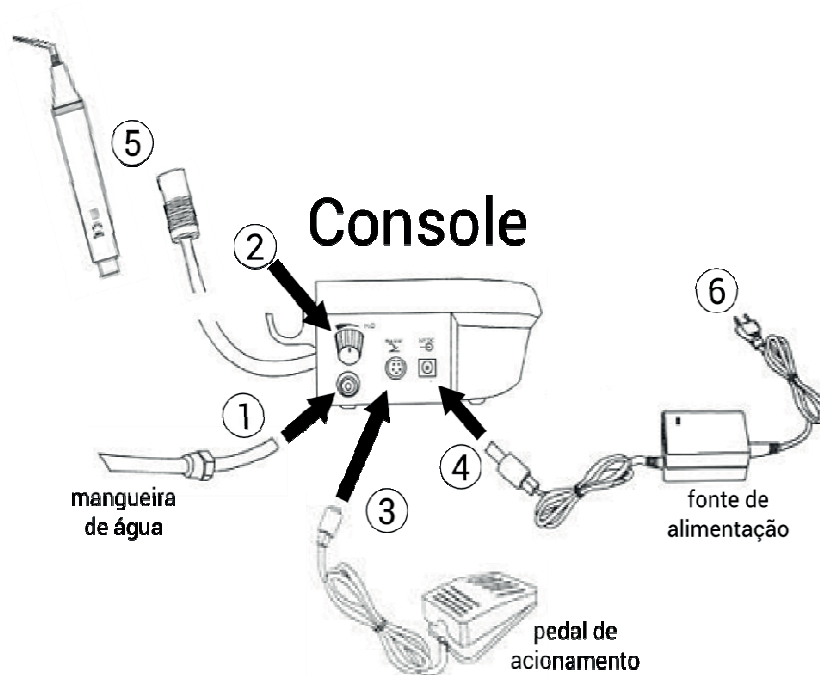 5
Console
2
6
1
4
mangueira
de água
3
fonte de
alimentação
pedal de
acionamento